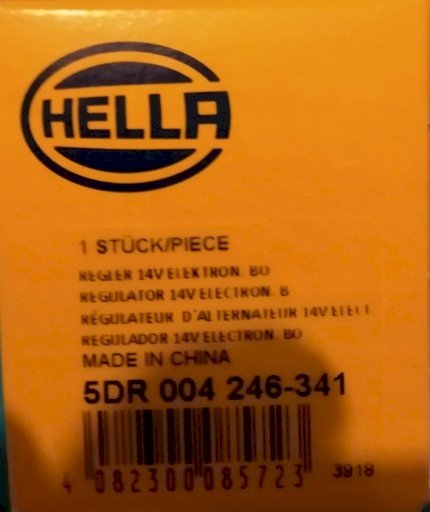 HELLA
1 STÜCK/PIECE
REGLER 14V ELEKTRON. BO
REGULATOR 14V ELECTRON. B
RÉGULATEUR D'ALTERNATEUR 14V ELECT
REGULADOR 14V ELECTRON. BO
MADE IN CHINA
5DR 004 246-341
4 082300 085723
3918